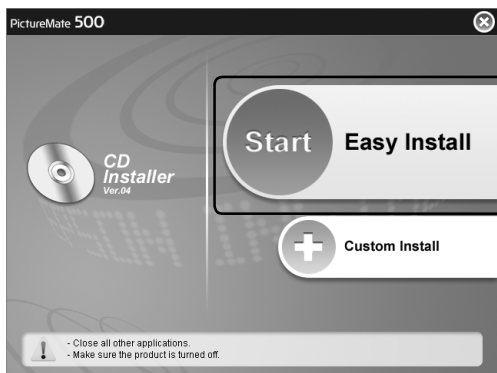 PictureMate 500
Start
Easy Install
CD
Installer
Ver.04
Custom Install
- Close all other applications.
- Make sure the product is turned off.